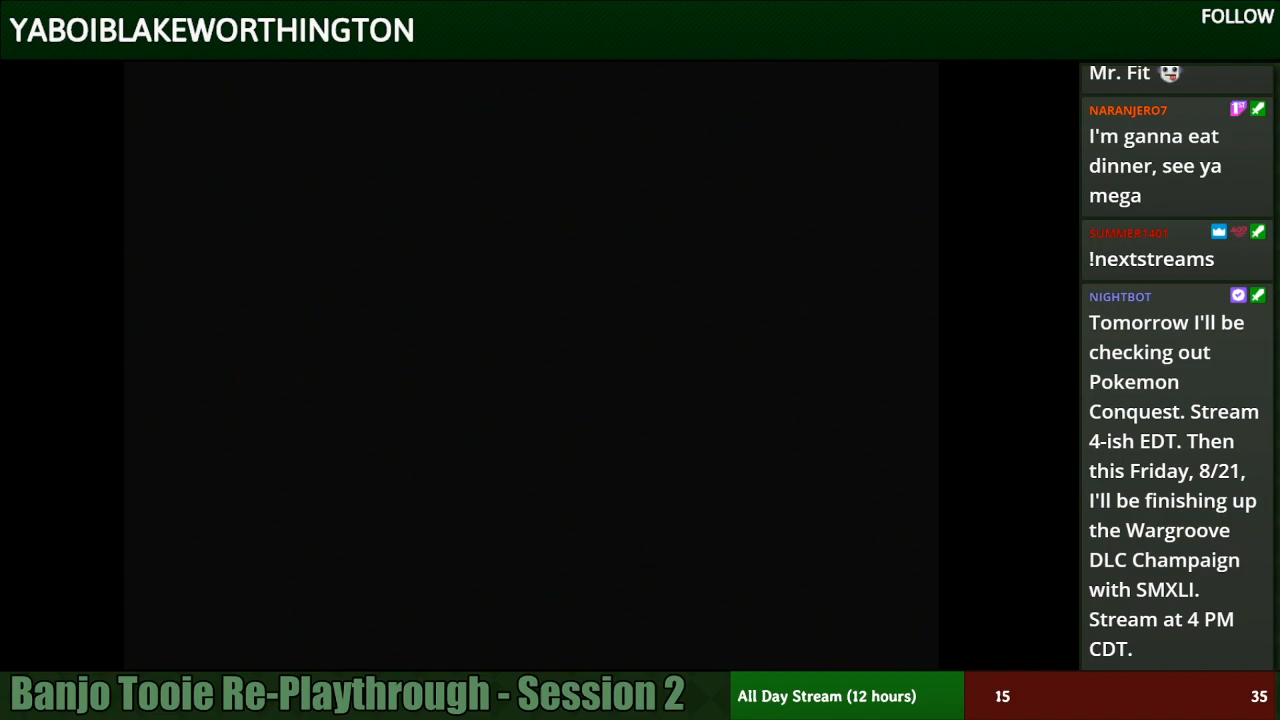 YABOIBLAKEWORTHINGTON
FOLLOW
Mr. Fit
NARANJERO7
I'm ganna eat
dinner, see ya
mega
SUMMER1401
!nextstreams
NIGHTBOT
Tomorrow I'll be
checking out
Pokemon
Conquest. Stream
4-ish EDT. Then
this Friday, 8/21,
I'll be finishing up
the Wargroove
DLC Champaign
with SMXLI.
Stream at 4 PM
CDT.
Banjo Tooie Re-Playthrough - Session 2
All Day Stream (12 hours)
15
35